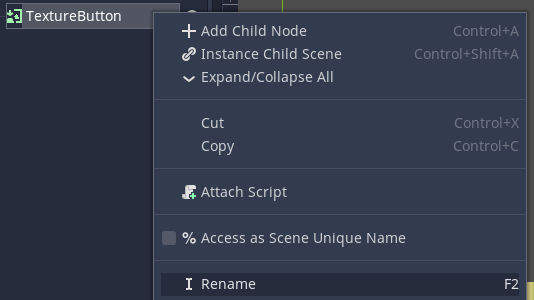 TextureButton
Add Child Node Control+A
Instance Child Scene Control+Shift+A
Expand/Collapse All
Cut Control+X
Copy Control+C
Attach Script
% Access as Scene Unique Name
Rename F2